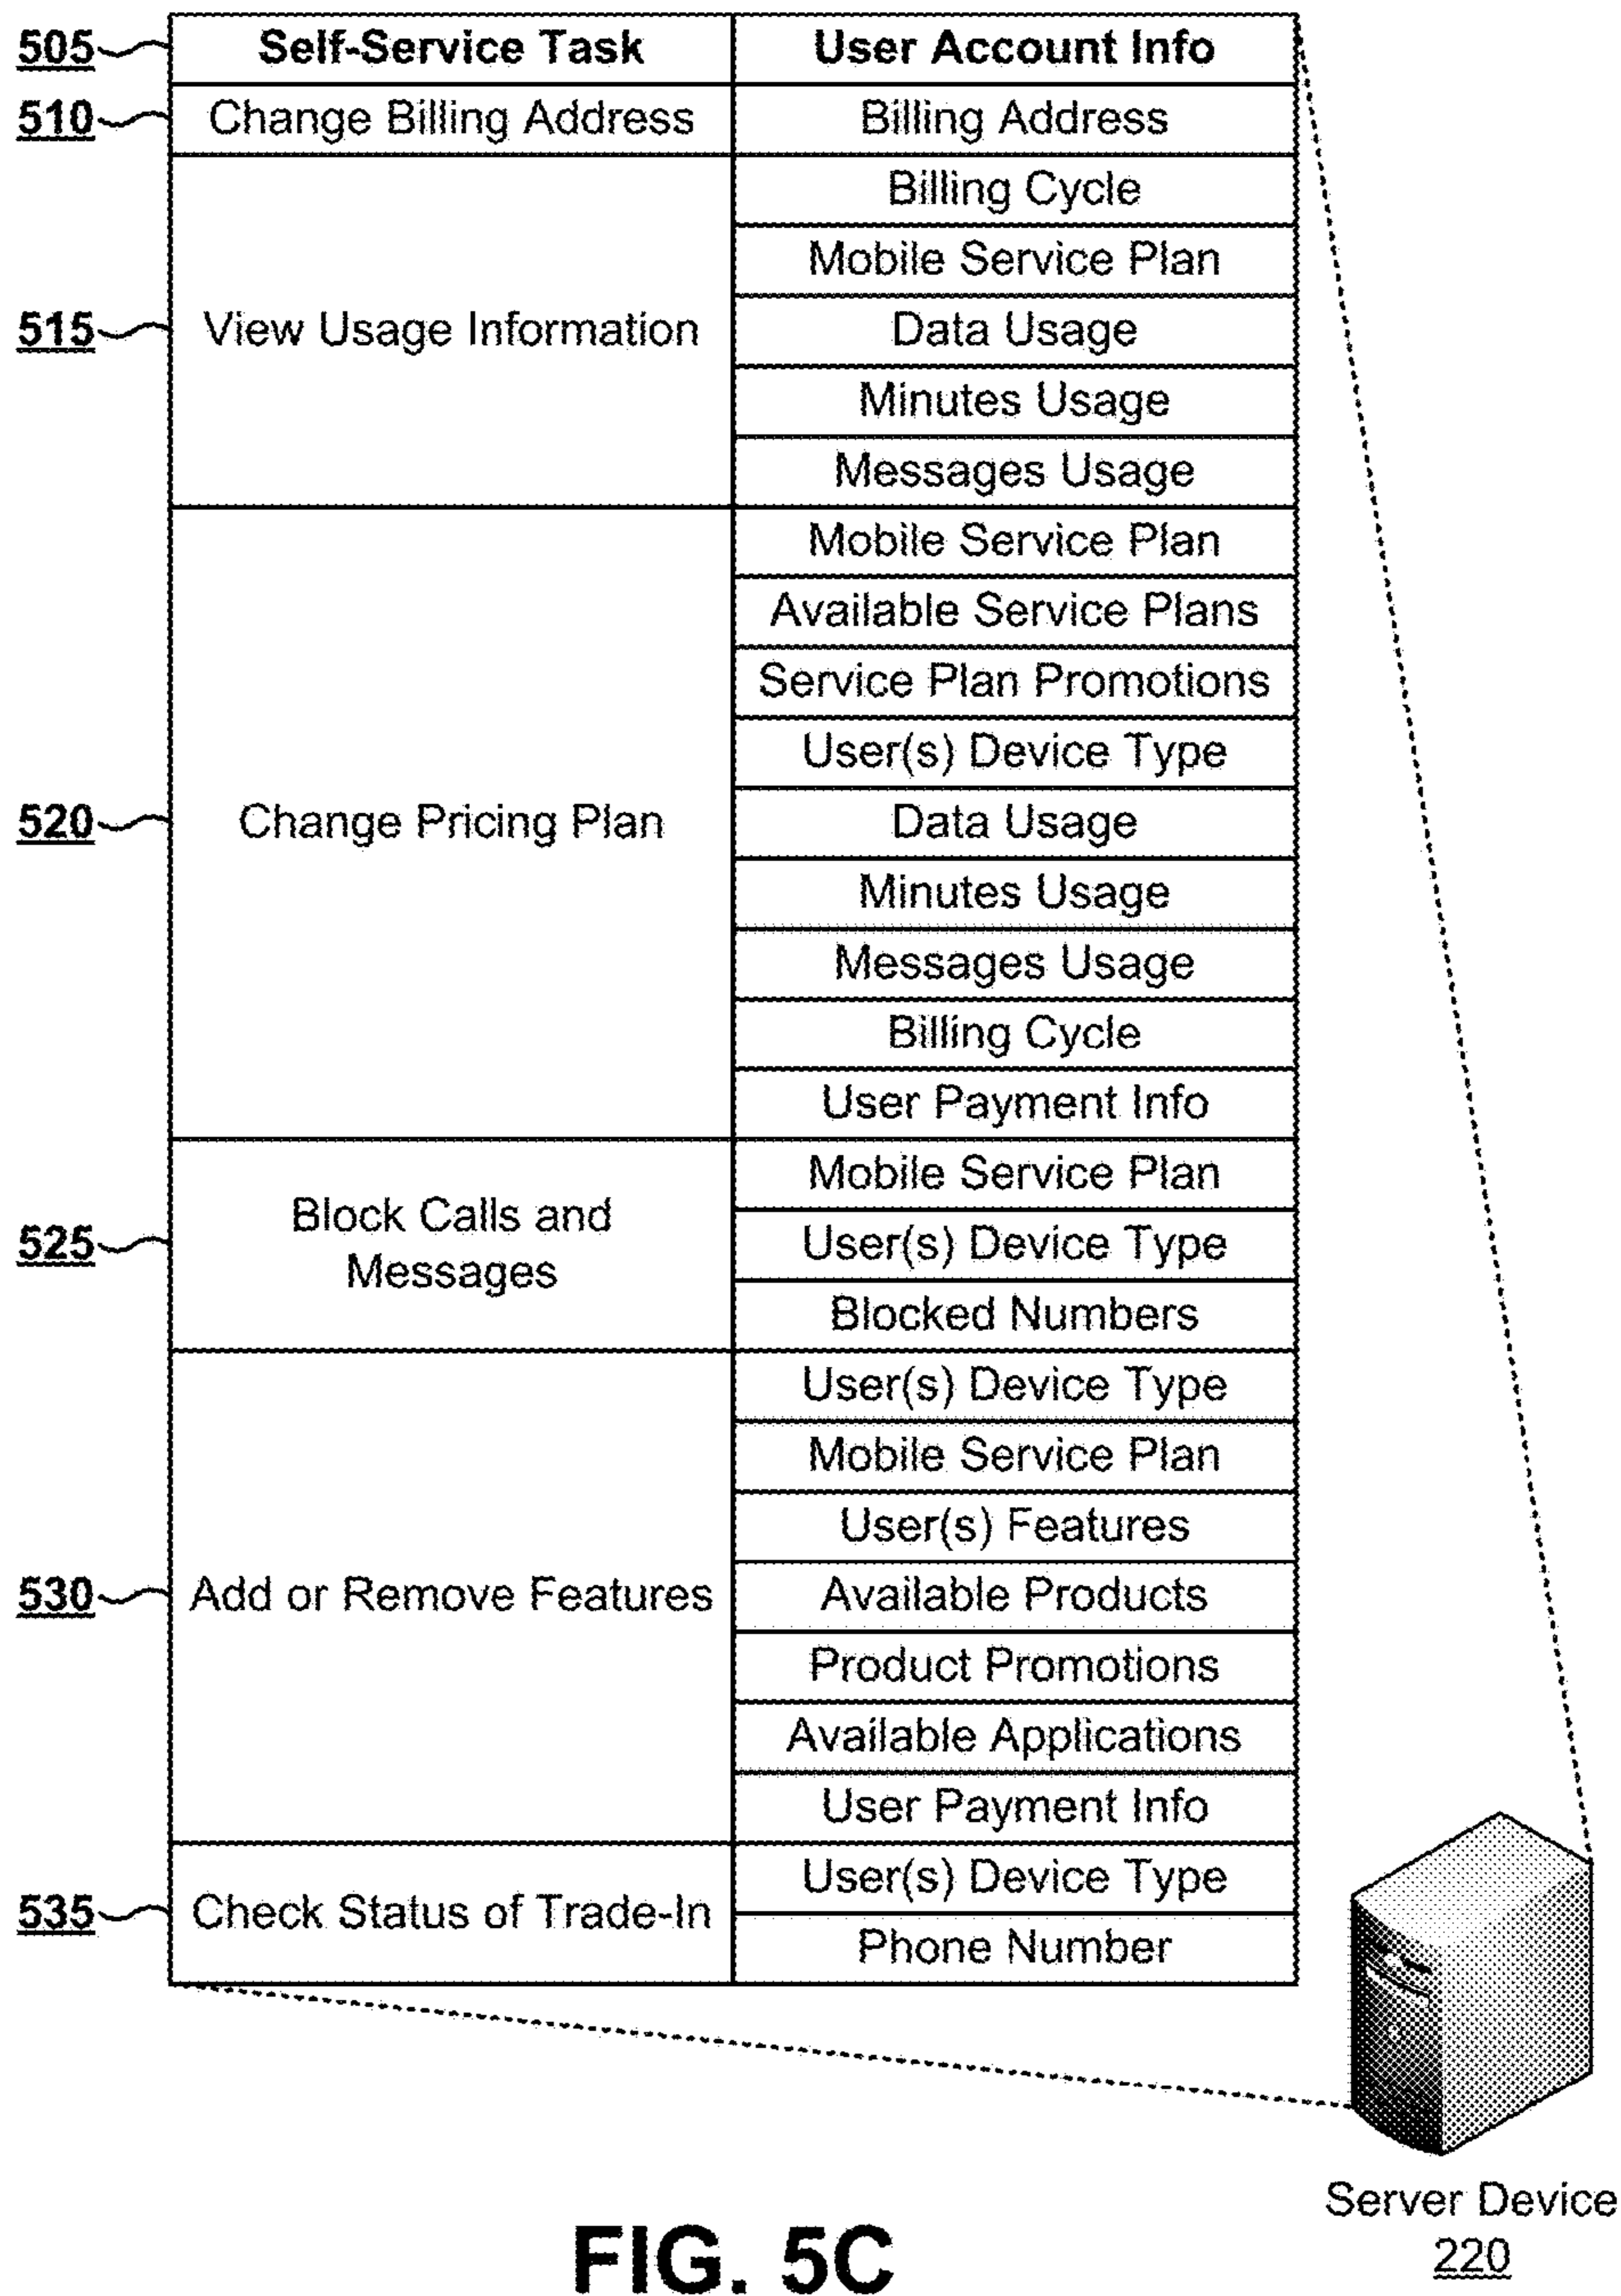 505 Self-Service Task User Account Info
510 Change Billing Address Billing Address
Billing Cycle
Mobile Service Plan
515 View Usage Information Data Usage
Minutes Usage
Messages Usage
Mobile Service Plan
Available Service Plans
Service Plan Promotions
User(s) Device Type
520 Change Pricing Plan Data Usage
Minutes Usage
Messages Usage
Billing Cycle
User Payment Info
Mobile Service Plan
525 Block Calls and
Messages
User(s) Device Type
Blocked Numbers
User(s) Device Type
Mobile Service Plan
User(s) Features
530 Add or Remove Features Available Products
Product Promotions
Available Applications
User Payment Info
User(s) Device Type
535 Check Status of Trade-In
Phone Number
Server Device
220
FIG. 5C